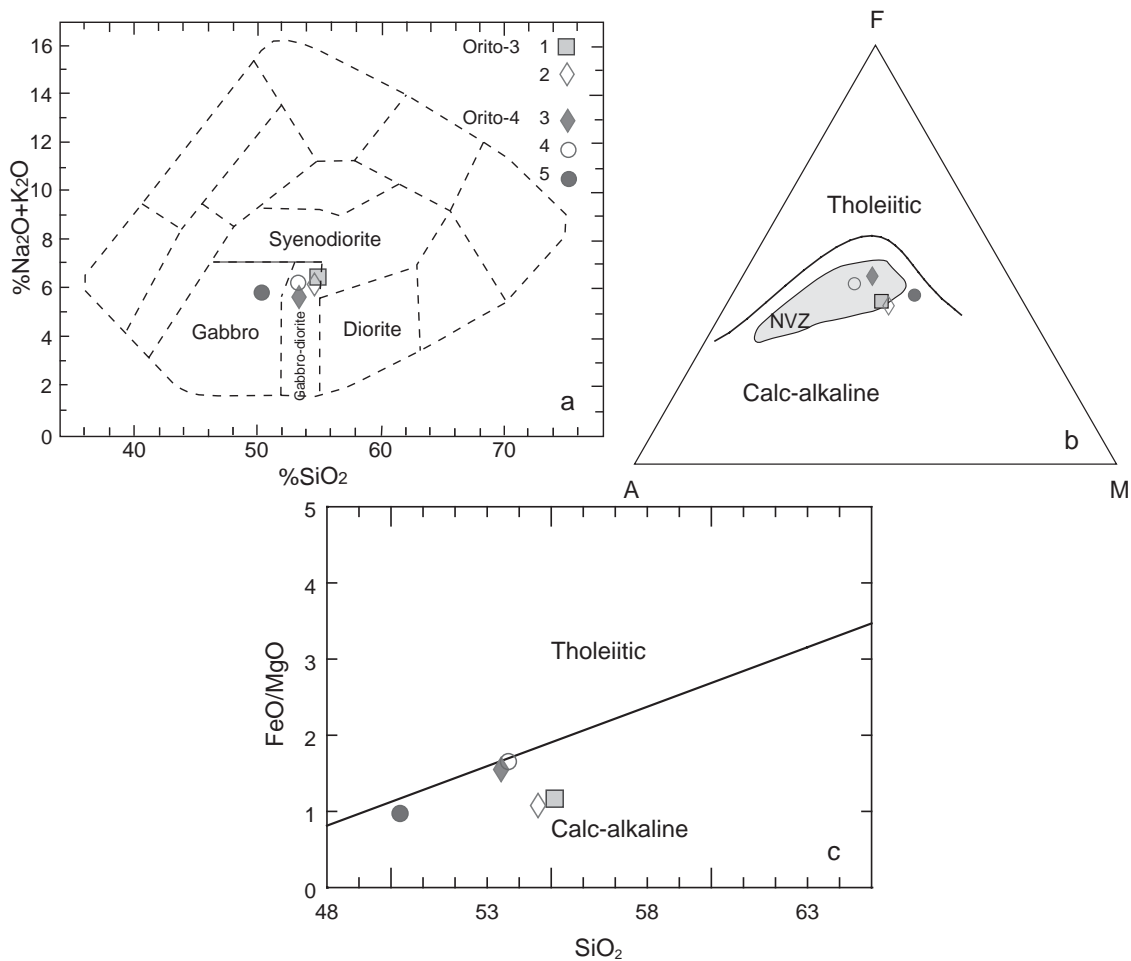 16
14
12
10
8
6
4
2
0
%Na2O+K2O
Orito-3 1
2
Orito-4 3
4
5
Syenodiorite
Gabbro
Gabbro-diorite
Diorite
a
40 50 60 70
%SiO2
F
Tholeiitic
NVZ
Calc-alkaline
b
A M
5
4
3
2
1
0
FeO/MgO
Tholeiitic
Calc-alkaline
c
48 53 58 63
SiO2